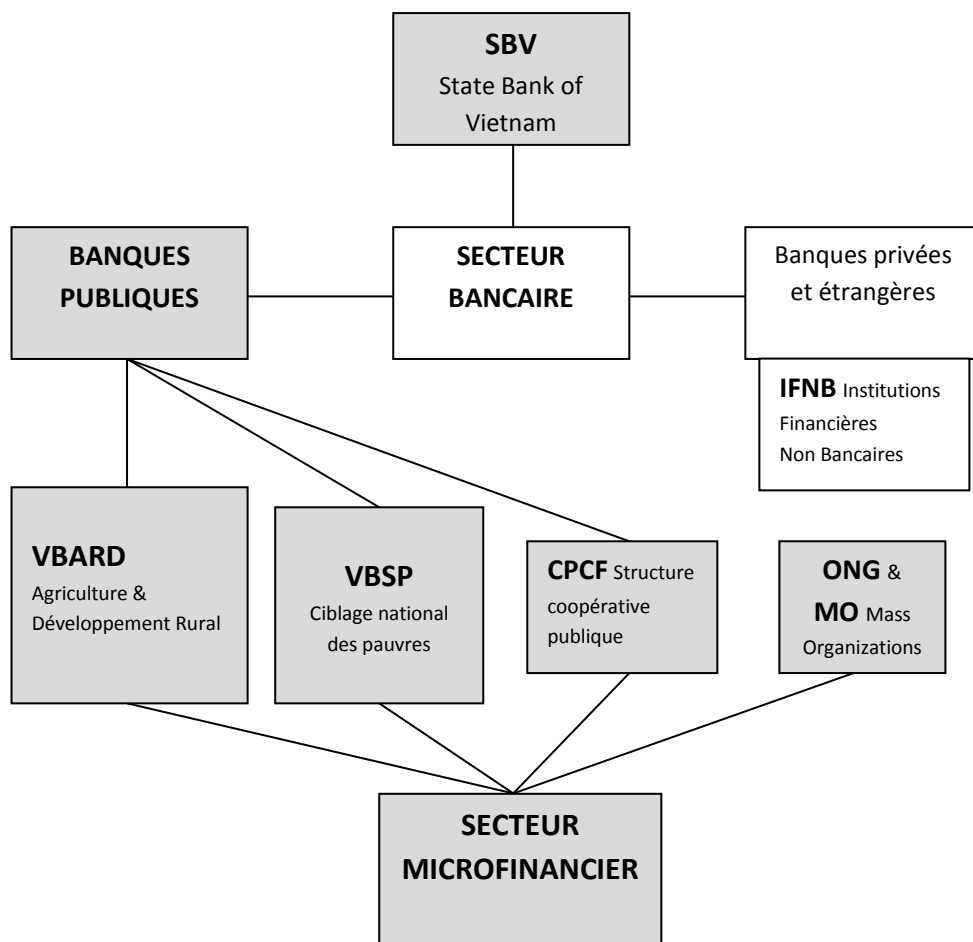 SBV
State Bank of
Vietnam
BANQUES
PUBLIQUES
SECTEUR
BANCAIRE
Banques privées
et étrangères
IFNB Institutions
Financières
Non Bancaires
VBARD
Agriculture &
Développement Rural
VBSP
Ciblage national
des pauvres
CPCF Structure
coopérative
publique
ONG &
MO Mass
Organizations
SECTEUR
MICROFINANCIER